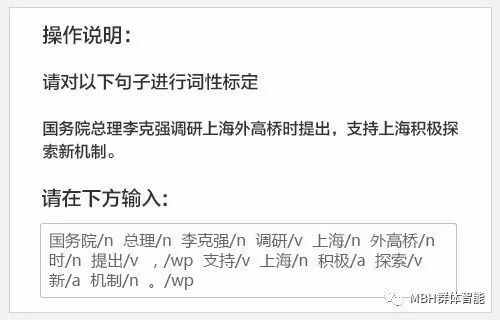 操作说明：
请对以下句子进行词性标定
国务院总理李克强调研上海外高桥时提出，支持上海积极探
索新机制。
请在下方输入：
国务院/n 总理/n 李克强/n 调研/v 上海/n 外高桥/n
时/n 提出/v ，/wp 支持/v 上海/n 积极/a 探索/v
新/a 机制/n 。/wp
MBH群体智能